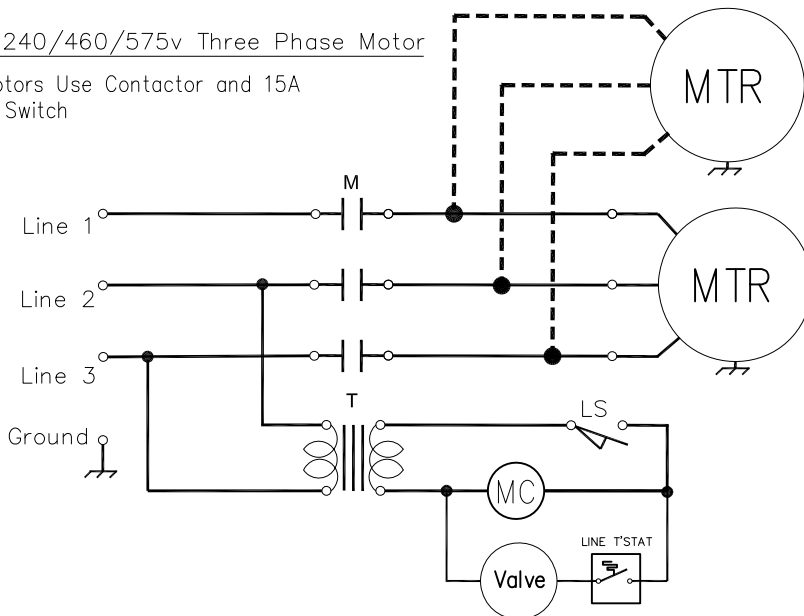 240/460/575v Three Phase Motor
otors Use Contactor and 15A
Switch
MTR
M
Line 1
Line 2
MTR
Line 3
T
LS
Ground
MC
LINE T'STAT
Valve